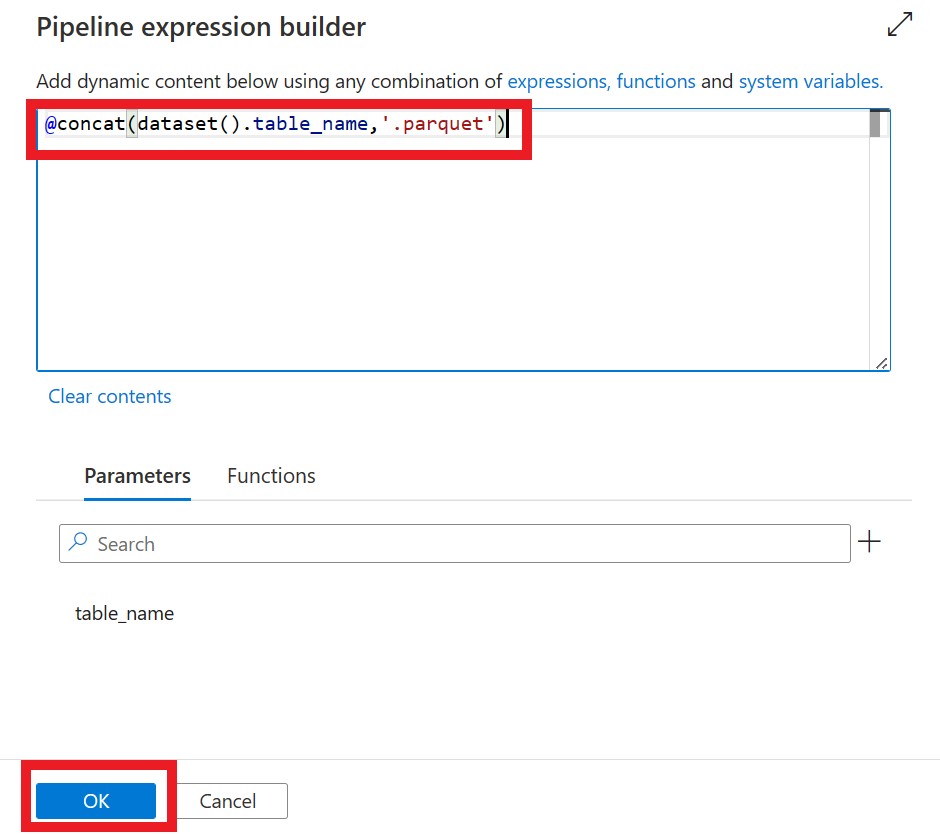 Pipeline expression builder
Add dynamic content below using any combination of expressions, functions and system variables.
@concat(dataset().table_name,'.parquet')
Clear contents
Parameters Functions
Search
table_name
OK Cancel